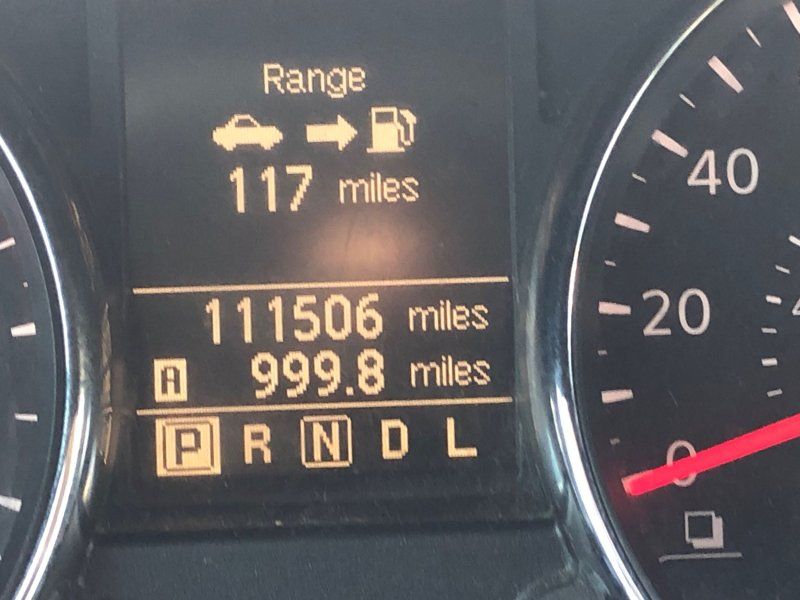 Range
117 miles
111506 miles
A 999.8 miles
P R N D L
40
20
0